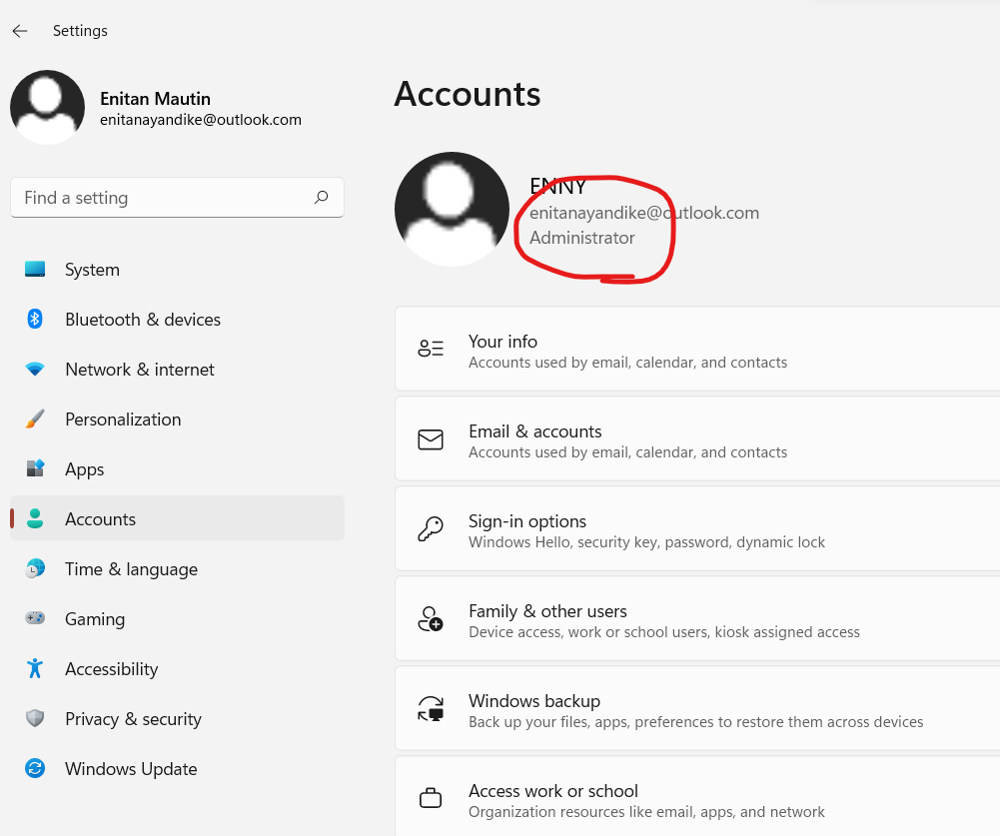 Settings
Enitan Mautin
enitanayandike@outlook.com
Find a setting
System
Bluetooth & devices
Network & internet
Personalization
Apps
Accounts
Time & language
Gaming
Accessibility
Privacy & security
Windows Update
Accounts
ENNY
enitanayandike@outlook.com
Administrator
Your info
Accounts used by email, calendar, and contacts
Email & accounts
Accounts used by email, calendar, and contacts
Sign-in options
Windows Hello, security key, password, dynamic lock
Family & other users
Device access, work or school users, kiosk assigned access
Windows backup
Back up your files, apps, preferences to restore them across devices
Access work or school
Organization resources like email, apps, and network